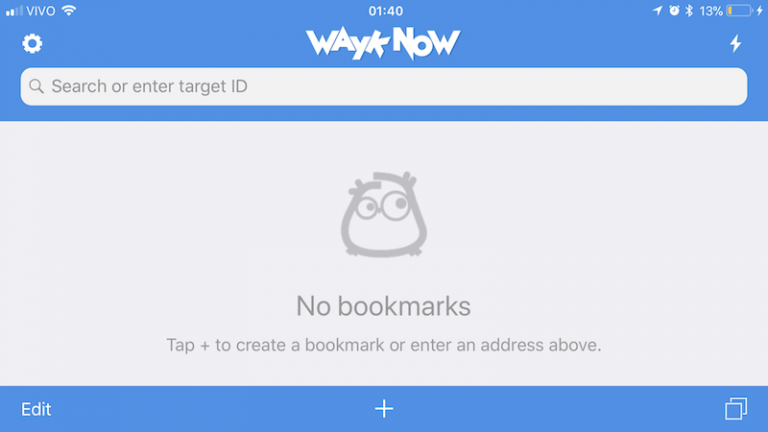 VIVO 01:40 13%
WAYK NOW
Search or enter target ID
No bookmarks
Tap + to create a bookmark or enter an address above.
Edit +